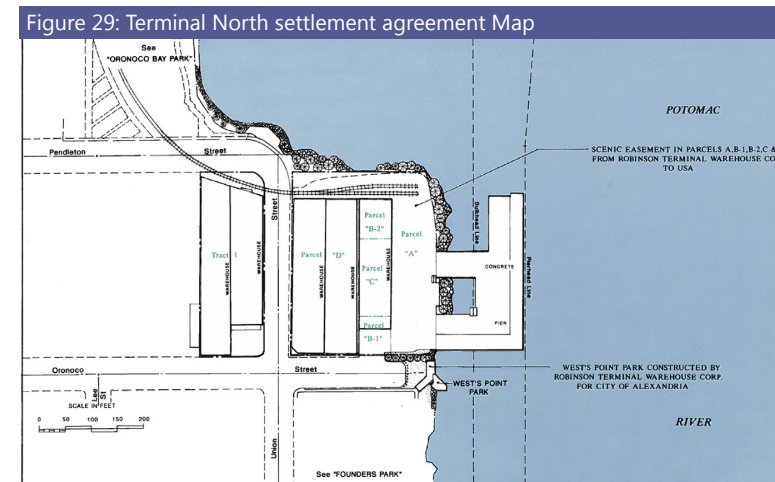 Figure 29: Terminal North settlement agreement Map
See
"ORONOCO BAY PARK"
POTOMAC
Pendleton Street
SCENIC EASEMENT IN PARCELS A,B-1,B-2,C &
FROM ROBINSON TERMINAL WAREHOUSE CO
TO USA
Street
Bulkhead Line
Pierhead Line
Tract 1
WAREHOUSE
WAREHOUSE
Parcel "D"
WAREHOUSE
WAREHOUSE
Parcel
"B-2"
Parcel
"C"
Parcel
"B-1"
WAREHOUSE
Parcel
"A"
CONCRETE
PIER
Oronoco Street
Lee St
WEST'S POINT
PARK
WEST'S POINT PARK CONSTRUCTED BY
ROBINSON TERMINAL WAREHOUSE CORP.
FOR CITY OF ALEXANDRIA
SCALE IN FEET
0 50 100 150 200
Union
RIVER
See "FOUNDERS PARK"